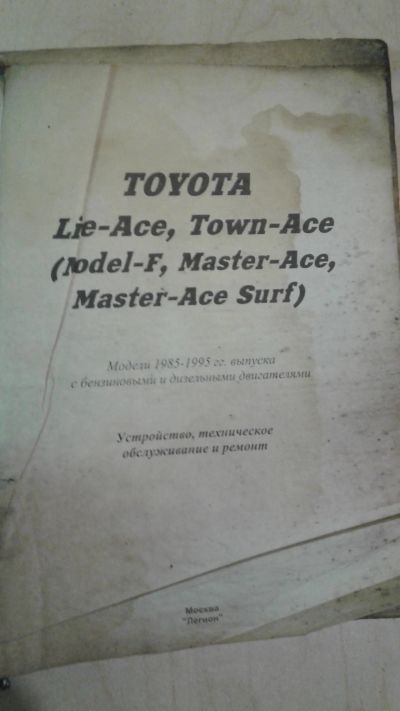 TOYOTA
Lie-Ace, Town-Ace
(Model-F, Master-Ace,
Master-Ace Surf)
Модели 1985-1995 гг. выпуска
с бензиновыми и дизельными двигателями
Устройство, техническое
обслуживание и ремонт
Москва
"Легион"